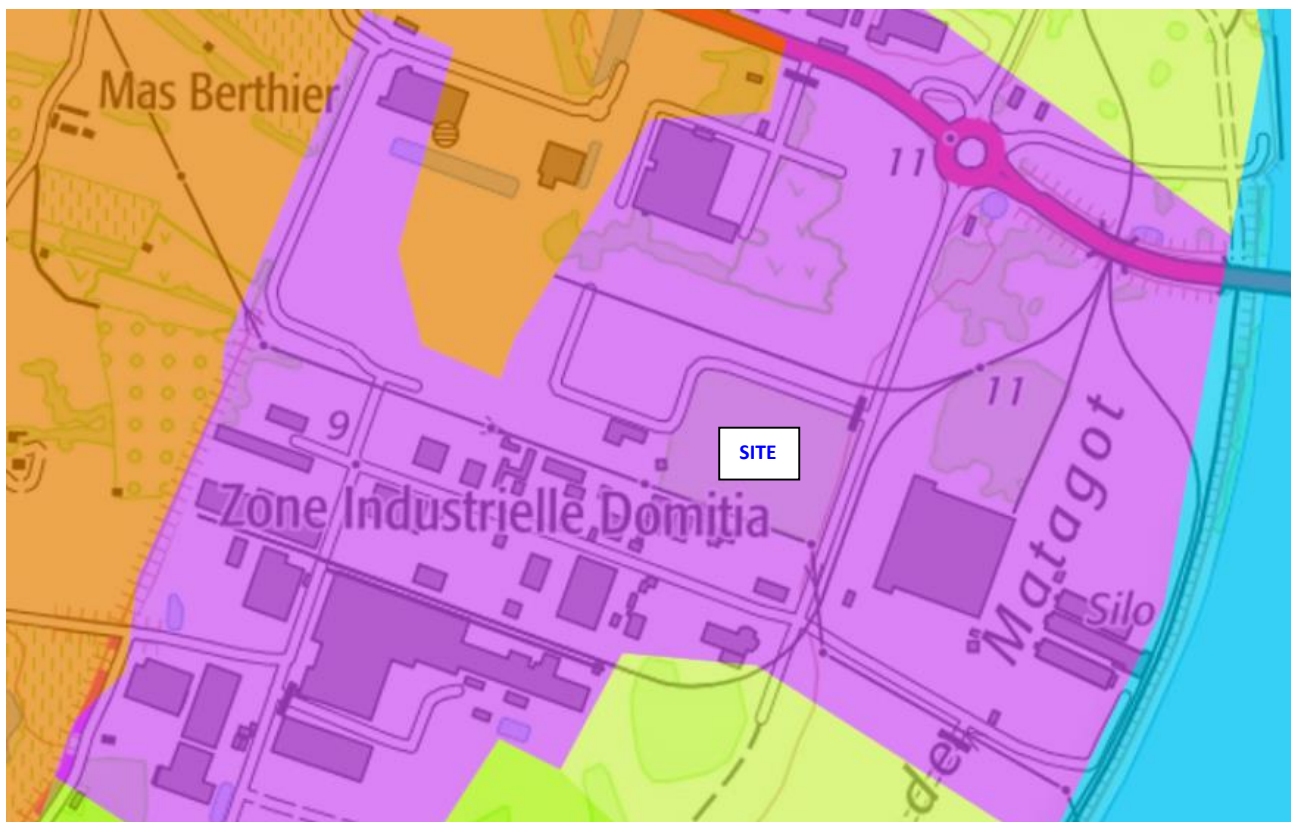 Mas Berthier
11
11
9
SITE
Zone Industrielle Domitia
Matagot
Silo
del